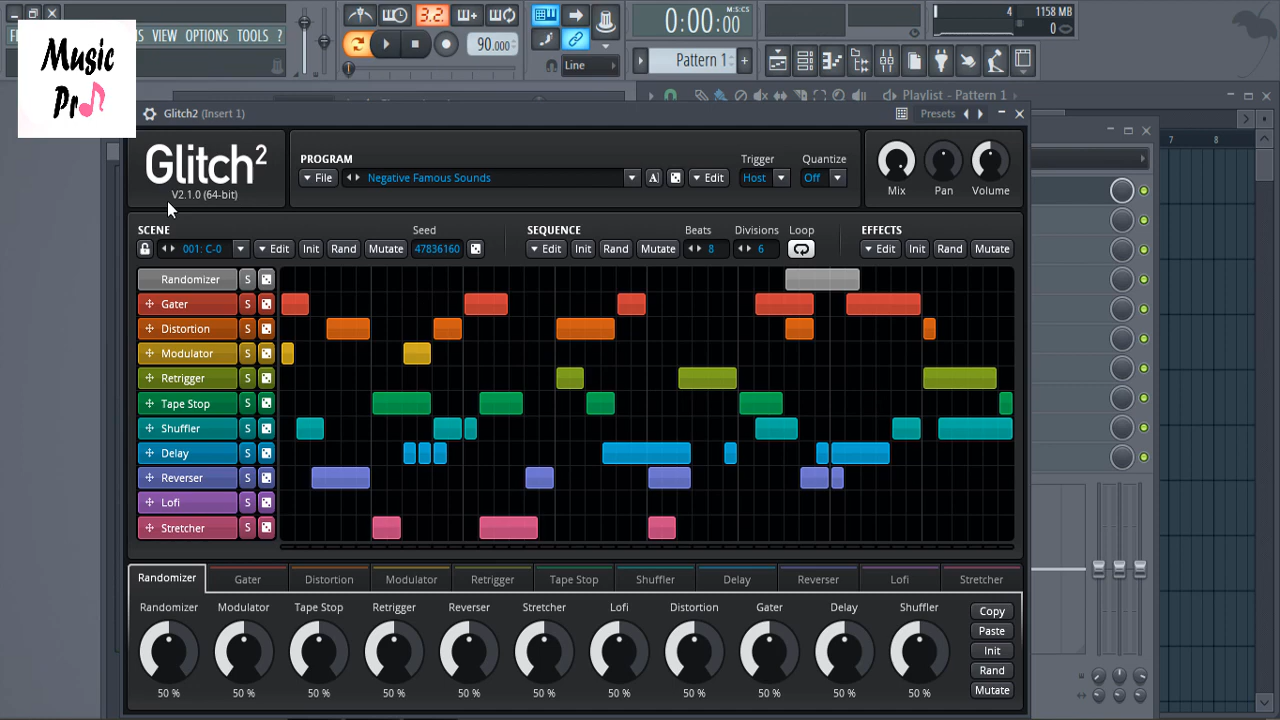 Music
Pr
VIEW OPTIONS TOOLS ?
3.2
90.000
Line
0:00:00
M:S:CS
Pattern 1
4
1158 MB
0
Playlist - Pattern 1
7 8
Glitch2 (Insert 1)
Presets
Glitch2
V2.1.0 (64-bit)
PROGRAM
File
Negative Famous Sounds
A
Edit
Trigger
Host
Quantize
Off
Mix
Pan
Volume
SCENE
001: C-0
Edit
Init
Rand
Mutate
Seed
47836160
SEQUENCE
Edit
Init
Rand
Mutate
Beats
8
Divisions
6
Loop
EFFECTS
Edit
Init
Rand
Mutate
Randomizer S
Gater S
Distortion S
Modulator S
Retrigger S
Tape Stop S
Shuffler S
Delay S
Reverser S
Lofi S
Stretcher S
Randomizer Gater Distortion Modulator Retrigger Tape Stop Shuffler Delay Reverser Lofi Stretcher
Randomizer Modulator Tape Stop Retrigger Reverser Stretcher Lofi Distortion Gater Delay Shuffler
50 % 50 % 50 % 50 % 50 % 50 % 50 % 50 % 50 % 50 % 50 %
Copy
Paste
Init
Rand
Mutate